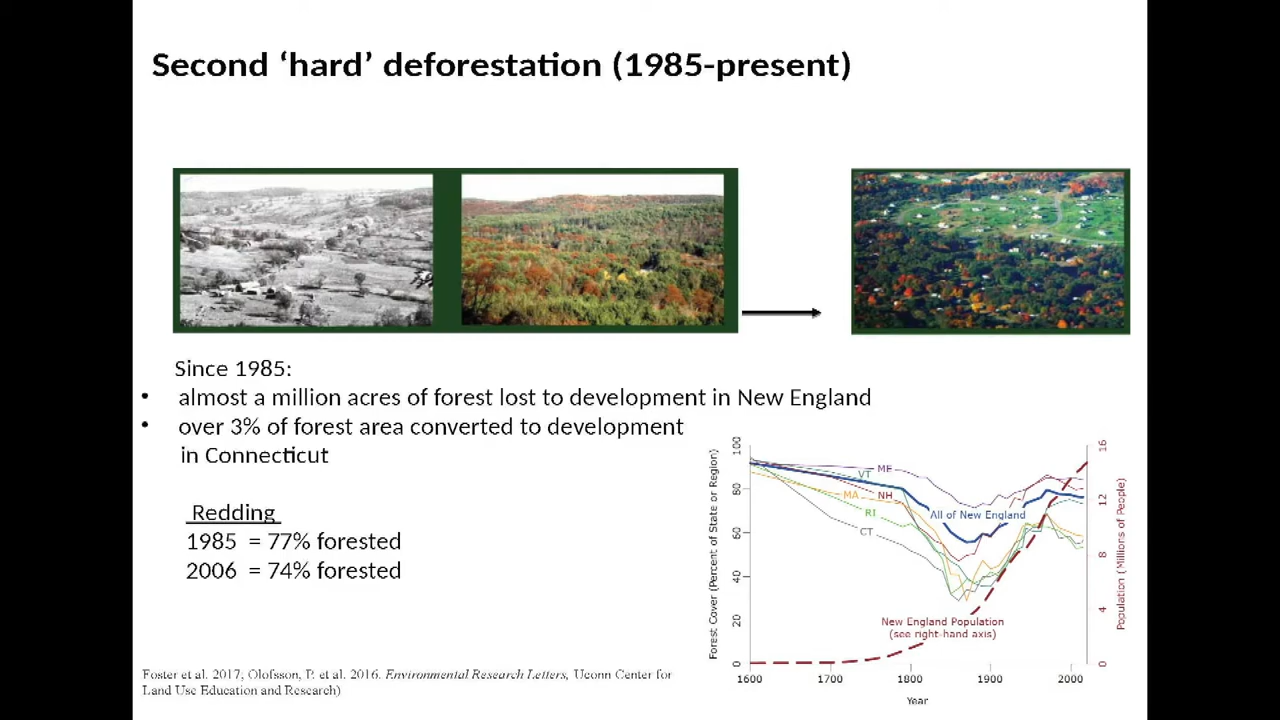 Second ‘hard’ deforestation (1985-present)
Since 1985:
• almost a million acres of forest lost to development in New England
• over 3% of forest area converted to development
in Connecticut
Redding
1985 = 77% forested
2006 = 74% forested
Foster et al. 2017; Olofsson, P. et al. 2016. Environmental Research Letters, Uconn Center for
Land Use Education and Research)
Forest Cover (Percent of State or Region)
100
80
60
40
20
0
ME
VT
MA
NH
RI
CT
All of New England
New England Population
(see right-hand axis)
16
12
8
4
0
Population (Millions of People)
1600 1700 1800 1900 2000
Year